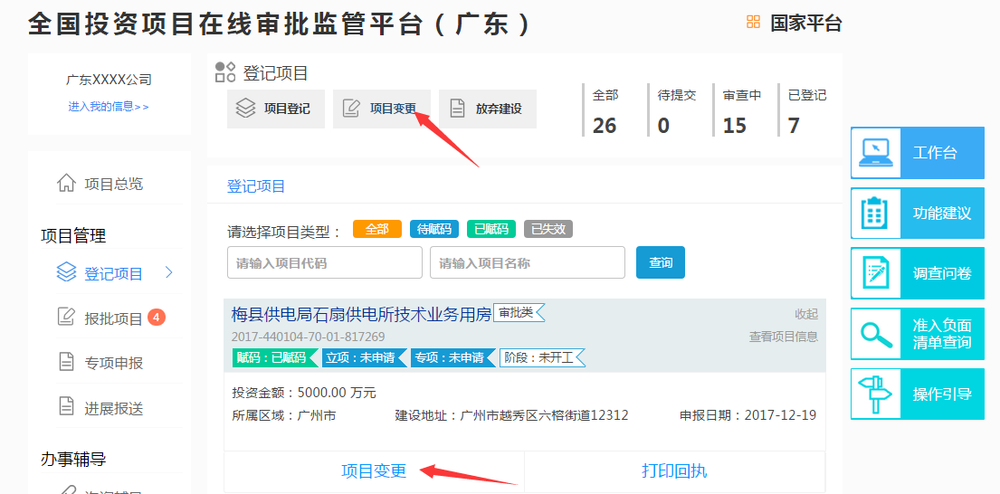 全国投资项目在线审批监管平台（广东）
国家平台
广东XXXX公司
进入我的信息>>
项目总览
项目管理
登记项目
报批项目 4
专项申报
进展报送
办事辅导
登记项目
项目登记 项目变更 放弃建设
全部 待提交 审查中 已登记
26 0 15 7
登记项目
请选择项目类型： 全部 待赋码 已赋码 已失效
请输入项目代码 请输入项目名称 查询
梅县供电局石扇供电所技术业务用房 审批类 收起
2017-440104-70-01-817269 查看项目信息
赋码：已赋码 立项：未申请 专项：未申请 阶段：未开工
投资金额：5000.00 万元
所属区域：广州市 建设地址：广州市越秀区六榕街道12312 申报日期：2017-12-19
项目变更 打印回执
工作台
功能建议
调查问卷
准入负面
清单查询
操作引导